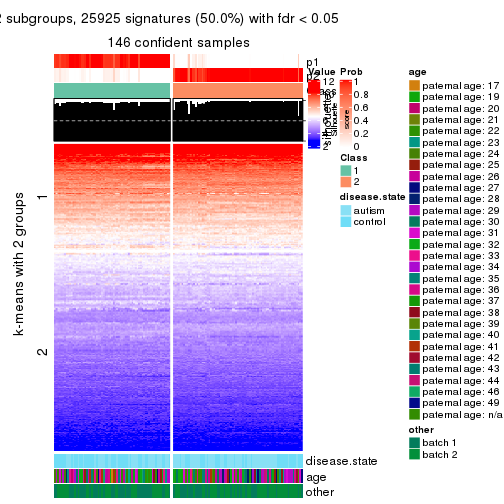 2 subgroups, 25925 signatures (50.0%) with fdr < 0.05
146 confident samples
p1
p2
k-means with 2 groups
1
2
disease.state
age
other
Value
12
Prob
1
0.8
0.6
0.4
0.2
0
Silhouette
score
Class
1
2
disease.state
autism
control
age
paternal age: 17
paternal age: 19
paternal age: 20
paternal age: 21
paternal age: 22
paternal age: 23
paternal age: 24
paternal age: 25
paternal age: 26
paternal age: 27
paternal age: 28
paternal age: 29
paternal age: 30
paternal age: 31
paternal age: 32
paternal age: 33
paternal age: 34
paternal age: 35
paternal age: 36
paternal age: 37
paternal age: 38
paternal age: 39
paternal age: 40
paternal age: 41
paternal age: 42
paternal age: 43
paternal age: 44
paternal age: 46
paternal age: 49
paternal age: n/a
other
batch 1
batch 2